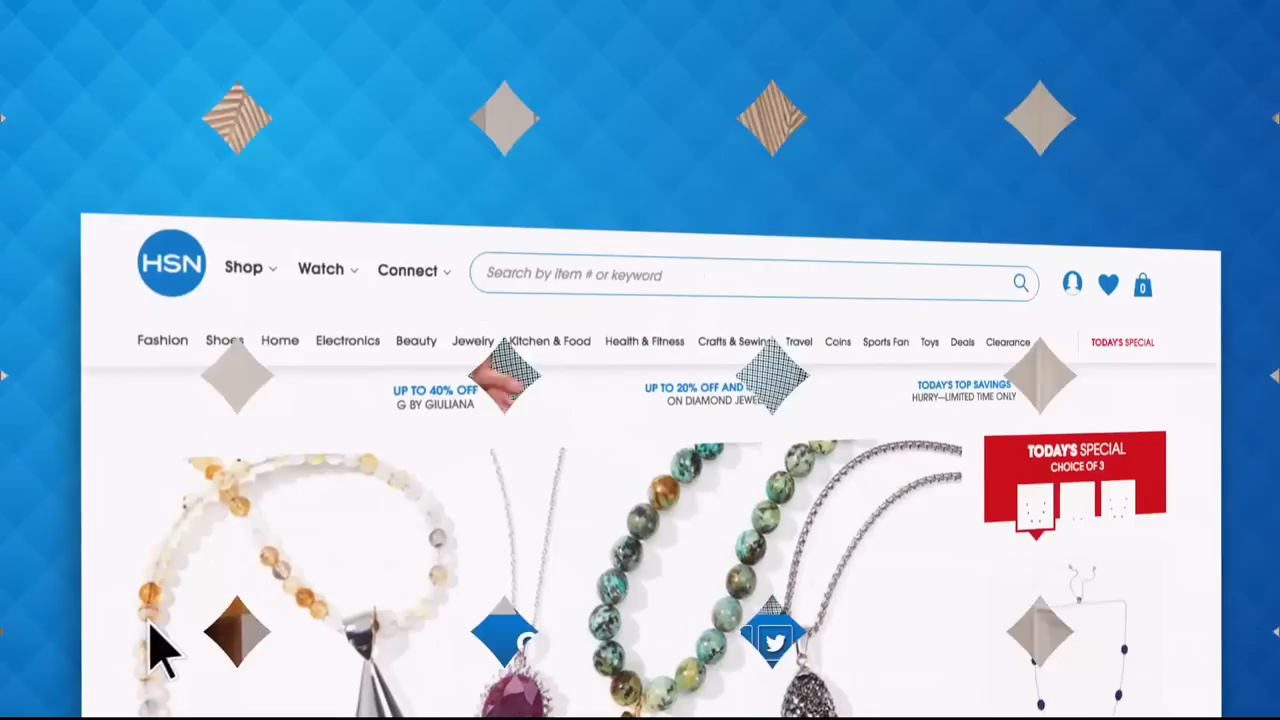 HSN Shop Watch Connect Search by item # or keyword 0
Fashion Shoes Home Electronics Beauty Jewelry Kitchen & Food Health & Fitness Crafts & Sewing Travel Coins Sports Fan Toys Deals Clearance TODAY'S SPECIAL
UP TO 40% OFF
G BY GIULIANA
UP TO 20% OFF AND
ON DIAMOND
TODAY'S TOP SAVINGS
HURRY—LIMITED TIME ONLY
TODAY'S SPECIAL
CHOICE OF 3